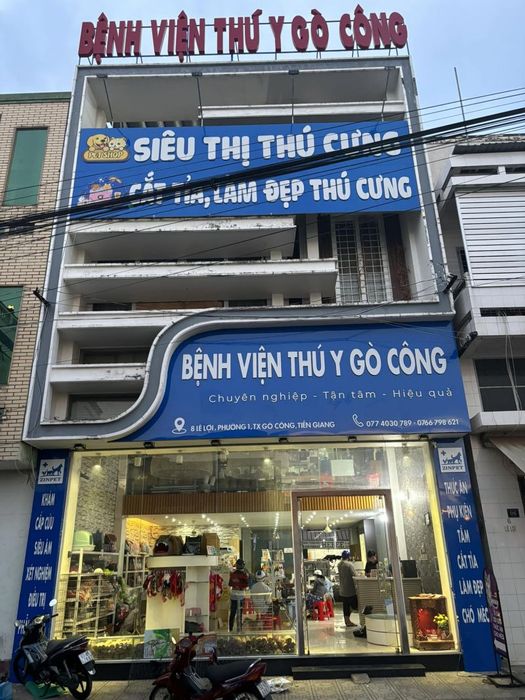 BỆNH VIỆN THÚ Y GÒ CÔNG
PETSHOP
SIÊU THỊ THÚ CƯNG
CẮT TỈA, LÀM ĐẸP THÚ CƯNG
BỆNH VIỆN THÚ Y GÒ CÔNG
Chuyên nghiệp - Tận tâm - Hiệu quả
8 LÊ LỢI, PHƯỜNG 1, TX GÒ CÔNG, TIỀN GIANG
077 4030 789 - 0766 798 621
ZINPET
KHÁM
CẤP CỨU
SIÊU ÂM
XÉT NGHIỆM
ĐIỀU TRỊ
ZINPET
THỨC ĂN
PHỤ KIỆN
TẮM
CẮT TỈA
LÀM ĐẸP
CHÓ MÈO